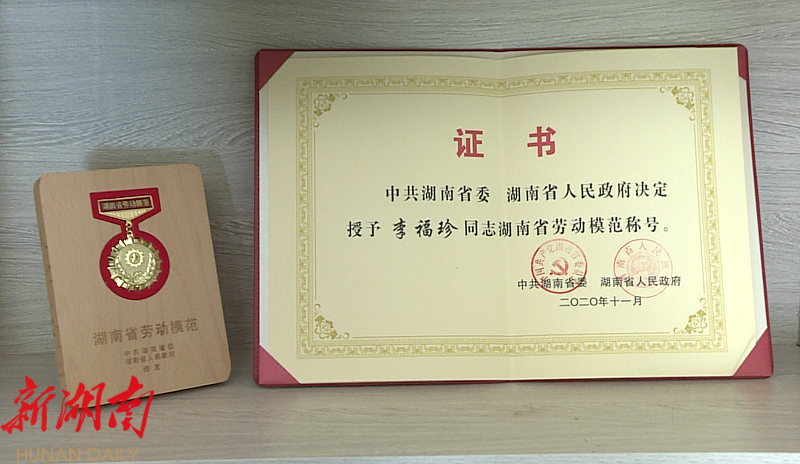 湖南省劳动模范
湖南省劳动模范
中共湖南省委
湖南省人民政府
证书
中共湖南省委 湖南省人民政府决定
授予李福珍同志湖南省劳动模范称号。
中共湖南省委 湖南省人民政府
二〇二〇年十一月
新湖南
HUNAN DAILY